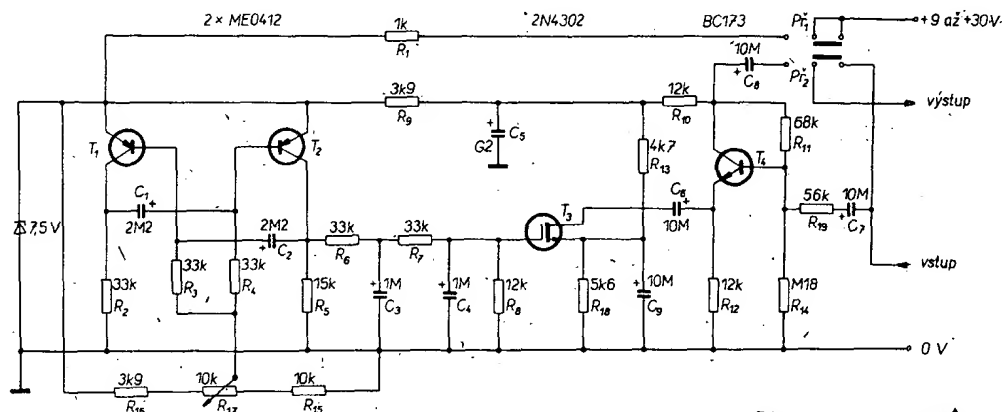 2 × ME0412
1k
R1
2N4302
BC173
Př1
+9 až +30 V
10M
+ C8
Př2
výstup
3k9
R9
12k
R10
68k
R11
T1
T2
+
C5
G2
4k7
R13
T4
C1 +
2M2
C6 +
10M
56k
R19
10M
+ C7
7,5 V
2M2
+ C2
33k
R6
33k
R7
T3
vstup
33k
R2
33k
R3
33k
R4
15k
R5
+ 1M
C3
+ 1M
C4
12k
R8
5k6
R18
+ 10M
C9
12k
R12
M18
R14
0 V
3k9
R16
10k
R17
10k
R15